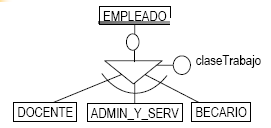 EMPLEADO
claseTrabajo
DOCENTE
ADMIN_Y_SERV
BECARIO